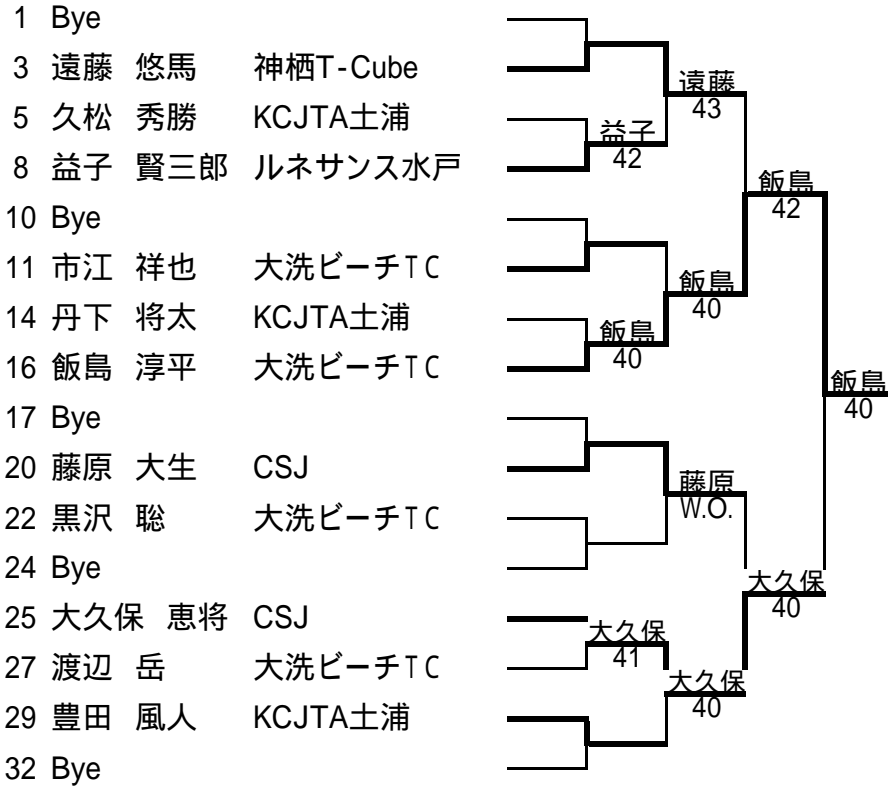 1 Bye
3 遠藤 悠馬 神栖T-Cube
5 久松 秀勝 KCJTA土浦
8 益子 賢三郎 ルネサンス水戸
10 Bye
11 市江 祥也 大洗ビーチTC
14 丹下 将太 KCJTA土浦
16 飯島 淳平 大洗ビーチTC
17 Bye
20 藤原 大生 CSJ
22 黒沢 聡 大洗ビーチTC
24 Bye
25 大久保 恵将 CSJ
27 渡辺 岳 大洗ビーチTC
29 豊田 風人 KCJTA土浦
32 Bye
益子
42
飯島
40
大久保
41
遠藤
43
飯島
40
藤原
W.O.
大久保
40
飯島
42
大久保
40
飯島
40